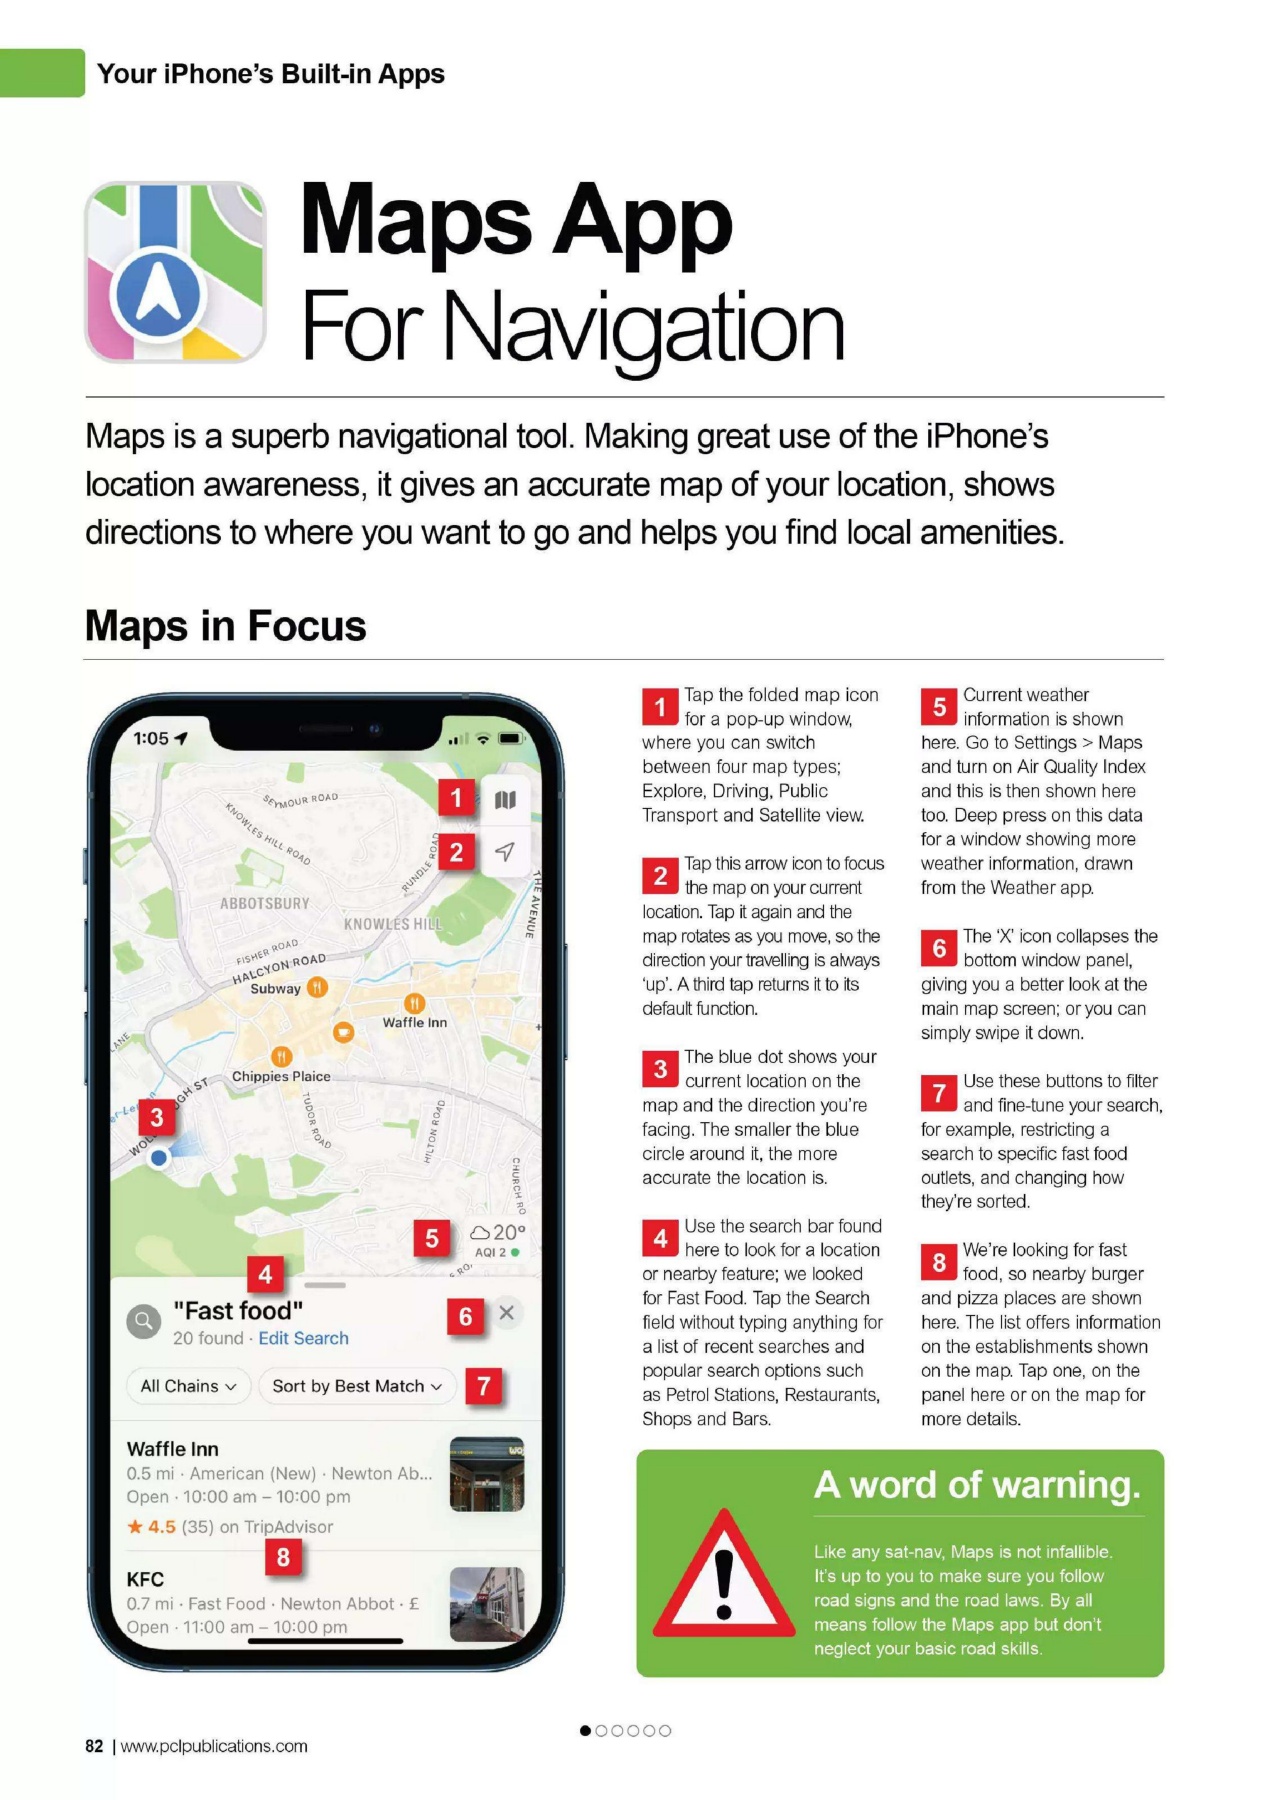 Your iPhone's Built-in Apps
Maps App
For Navigation
Maps is a superb navigational tool. Making great use of the iPhone's
location awareness, it gives an accurate map of your location, shows
directions to where you want to go and helps you find local amenities.
Maps in Focus
1:05
SEYMOUR ROAD
KNOWLES HILL ROAD
RUNDLE ROAD
THE AVENUE
ABBOTSBURY
KNOWLES HILL
FISHER ROAD
HALCYON ROAD
Subway
Waffle Inn
Chippies Plaice
LANE
TUDOR ROAD
HILTON ROAD
CHURCH RO
1
2
3
5
20°
AQI 2
4
"Fast food"
20 found · Edit Search
6
All Chains
Sort by Best Match
7
Waffle Inn
0.5 mi · American (New) · Newton Ab...
Open · 10:00 am – 10:00 pm
★ 4.5 (35) on TripAdvisor
8
KFC
0.7 mi · Fast Food · Newton Abbot · £
Open · 11:00 am – 10:00 pm
1 Tap the folded map icon
for a pop-up window,
where you can switch
between four map types;
Explore, Driving, Public
Transport and Satellite view.
2 Tap this arrow icon to focus
the map on your current
location. Tap it again and the
map rotates as you move, so the
direction your travelling is always
'up'. A third tap returns it to its
default function.
3 The blue dot shows your
current location on the
map and the direction you're
facing. The smaller the blue
circle around it, the more
accurate the location is.
4 Use the search bar found
here to look for a location
or nearby feature; we looked
for Fast Food. Tap the Search
field without typing anything for
a list of recent searches and
popular search options such
as Petrol Stations, Restaurants,
Shops and Bars.
5 Current weather
information is shown
here. Go to Settings > Maps
and turn on Air Quality Index
and this is then shown here
too. Deep press on this data
for a window showing more
weather information, drawn
from the Weather app.
6 The 'X' icon collapses the
bottom window panel,
giving you a better look at the
main map screen; or you can
simply swipe it down.
7 Use these buttons to filter
and fine-tune your search,
for example, restricting a
search to specific fast food
outlets, and changing how
they're sorted.
8 We're looking for fast
food, so nearby burger
and pizza places are shown
here. The list offers information
on the establishments shown
on the map. Tap one, on the
panel here or on the map for
more details.
A word of warning.
Like any sat-nav, Maps is not infallible.
It's up to you to make sure you follow
road signs and the road laws. By all
means follow the Maps app but don't
neglect your basic road skills.
82 | www.pclpublications.com